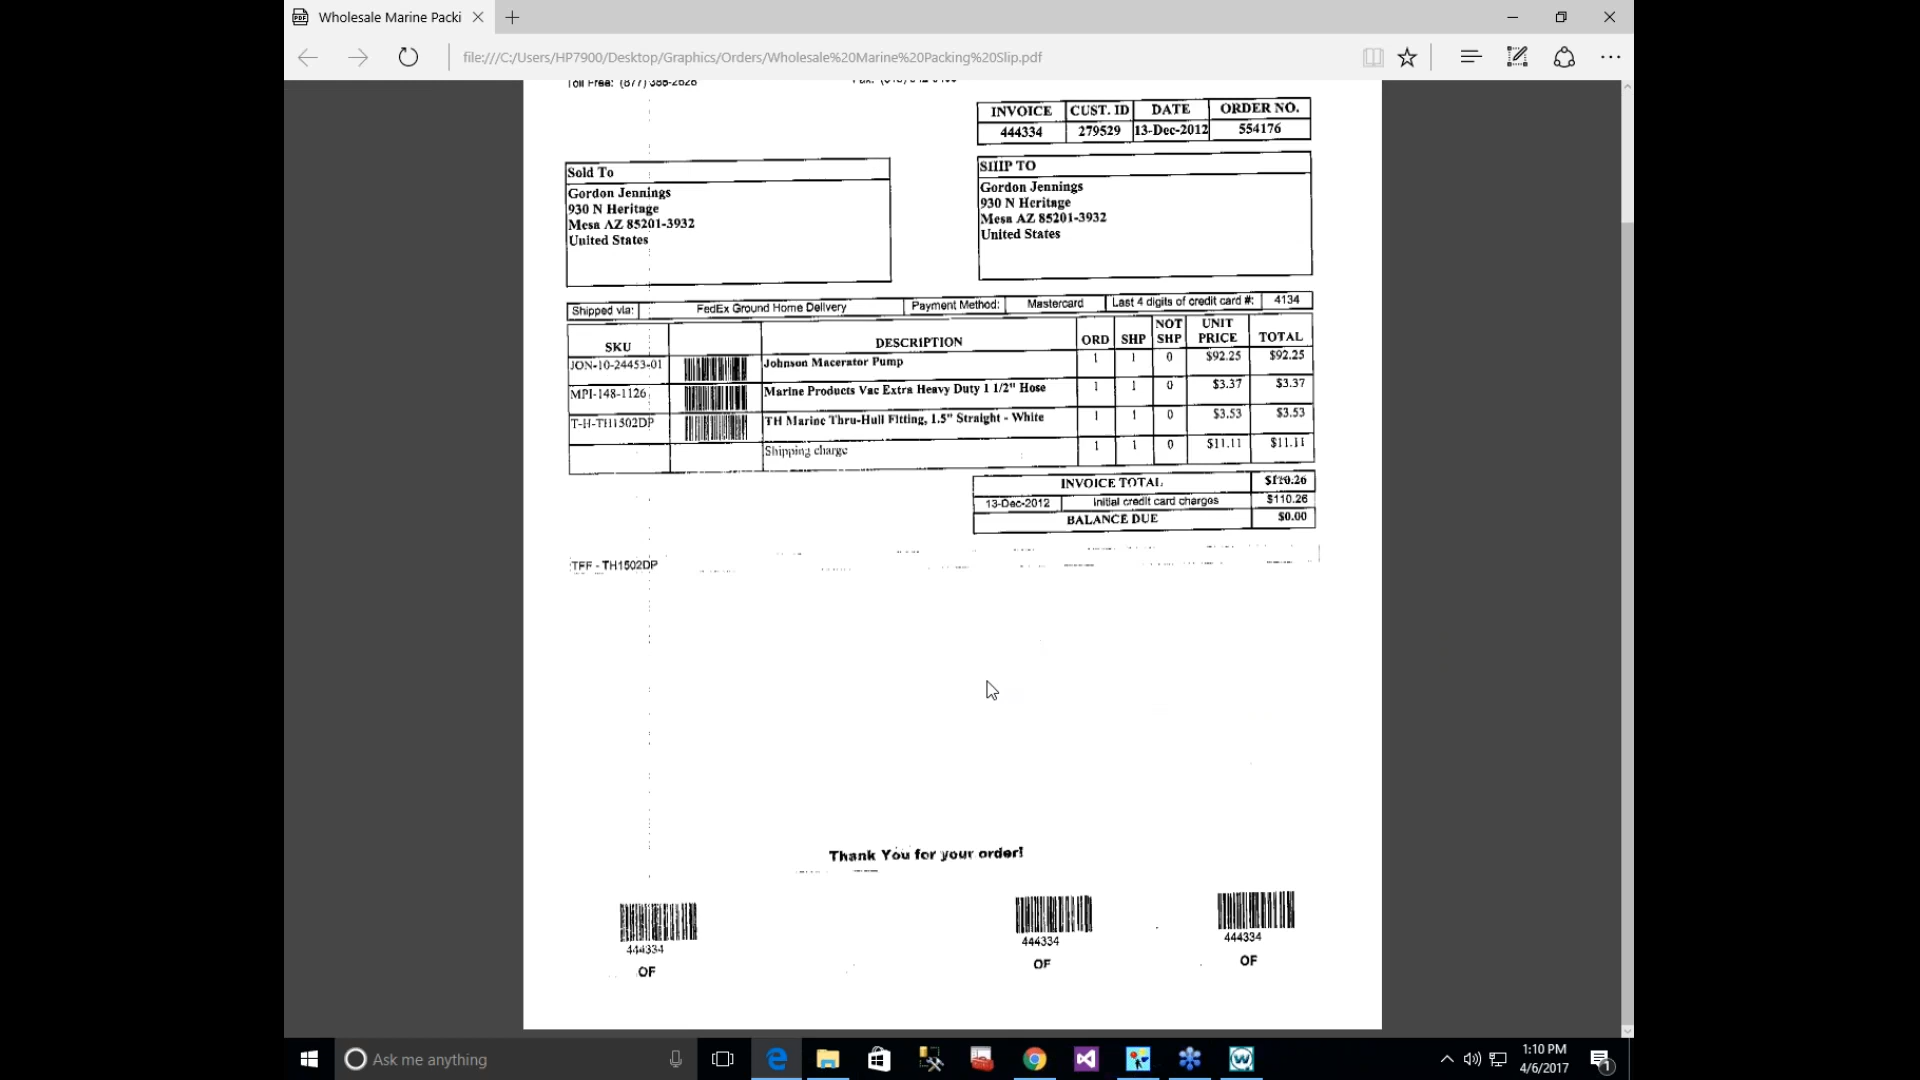 Wholesale Marine Packi
file:///C:/Users/HP7900/Desktop/Graphics/Orders/Wholesale%20Marine%20Packing%20Slip.pdf
Toll Free: (877)
INVOICE CUST. ID DATE ORDER NO.
444334 279529 13-Dec-2012 554176
Sold To
Gordon Jennings
930 N Heritage
Mesa AZ 85201-3932
United States
SHIP TO
Gordon Jennings
930 N Heritage
Mesa AZ 85201-3932
United States
Shipped via: FedEx Ground Home Delivery Payment Method: Mastercard Last 4 digits of credit card #: 4134
SKU DESCRIPTION ORD SHP NOT SHP UNIT PRICE TOTAL
JON-10-24453-01 Johnson Macerator Pump 1 1 0 $92.25 $92.25
MPI-148-1126 Marine Products Vac Extra Heavy Duty 1 1/2" Hose 1 1 0 $3.37 $3.37
T-H-TH1502DP TH Marine Thru-Hull Fitting, 1.5" Straight - White 1 1 0 $3.53 $3.53
Shipping charge 1 1 0 $11.11 $11.11
INVOICE TOTAL $110.26
13-Dec-2012 Initial credit card charges $110.26
BALANCE DUE $0.00
TFF - TH1502DP
Thank You for your order!
444334 444334 444334
OF OF OF
Ask me anything
1:10 PM
4/6/2017
1